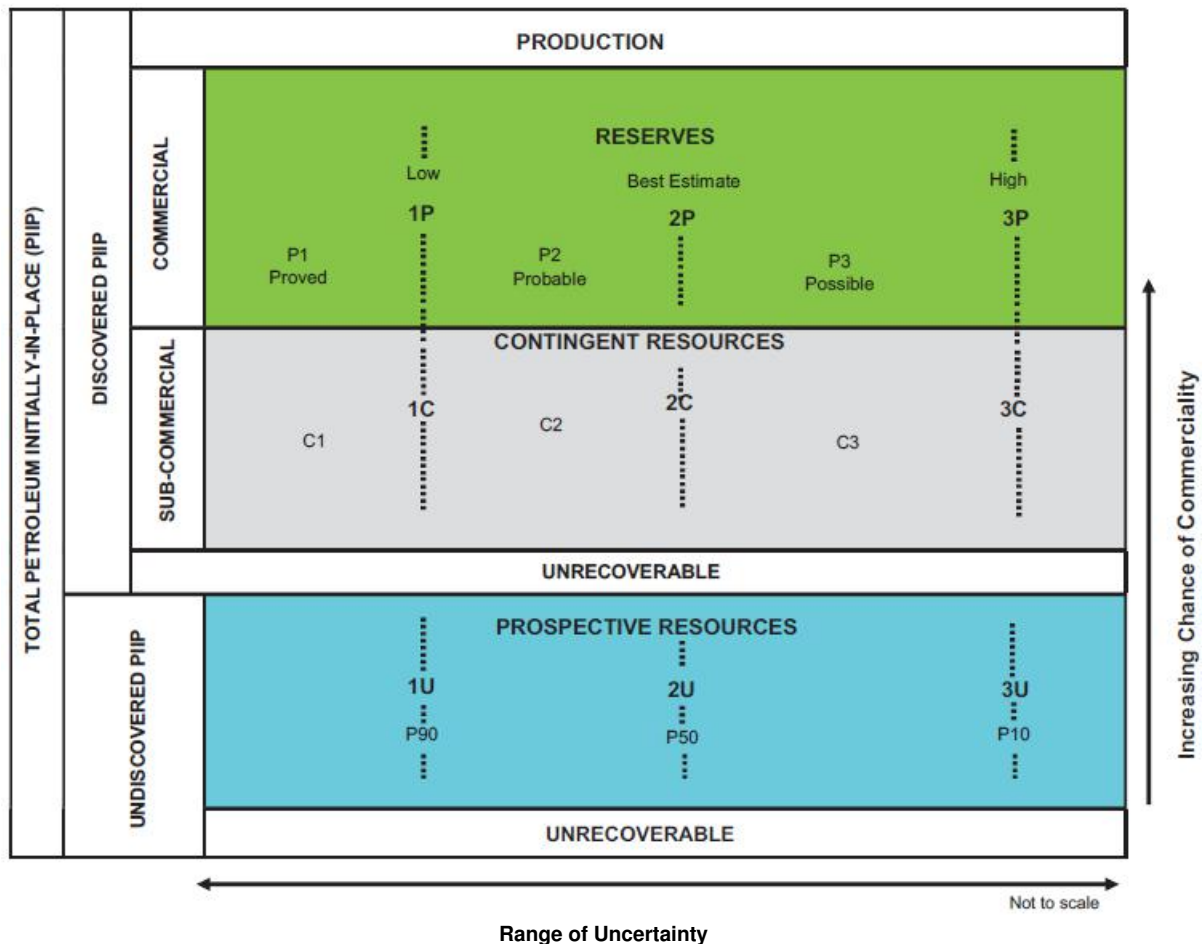 PRODUCTION
TOTAL PETROLEUM INITIALLY-IN-PLACE (PIIP)
DISCOVERED PIIP
COMMERCIAL
RESERVES
Low
Best Estimate
High
1P
2P
3P
P1
Proved
P2
Probable
P3
Possible
SUB-COMMERCIAL
CONTINGENT RESOURCES
1C
2C
3C
C1
C2
C3
UNRECOVERABLE
UNDISCOVERED PIIP
PROSPECTIVE RESOURCES
1U
2U
3U
P90
P50
P10
UNRECOVERABLE
Increasing Chance of Commerciality
Not to scale
Range of Uncertainty